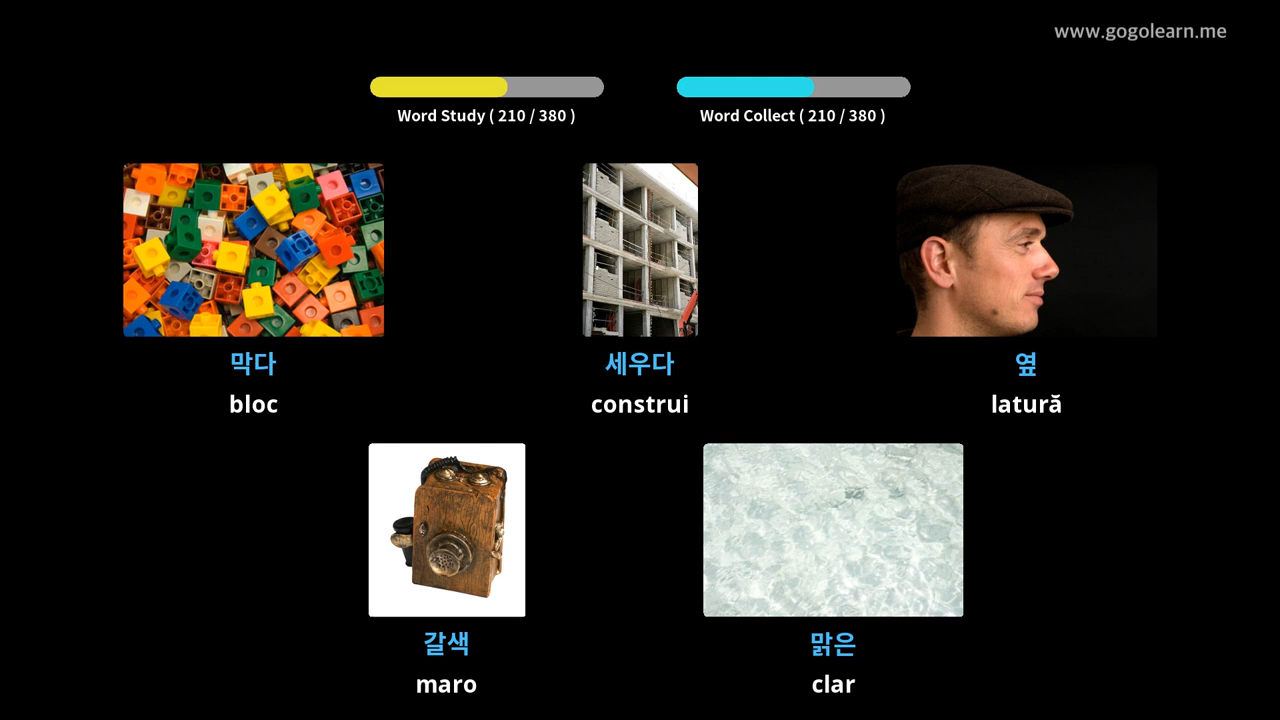 www.gogolearn.me
Word Study ( 210 / 380 )
Word Collect ( 210 / 380 )
막다
세우다
옆
bloc
construi
latură
갈색
맑은
maro
clar